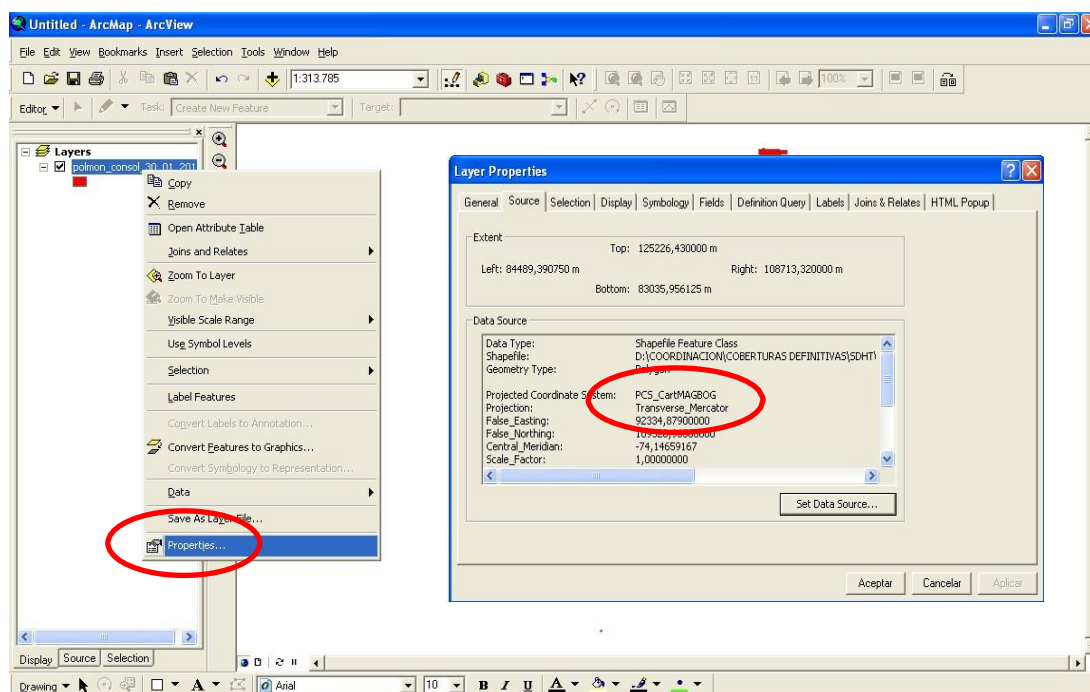 Untitled - ArcMap - ArcView
File Edit View Bookmarks Insert Selection Tools Window Help
1:313.785
100%
Editor Task: Create New Feature Target:
Layers
polmon_consol_30_01_201
Copy
Remove
Open Attribute Table
Joins and Relates
Zoom To Layer
Zoom To Make Visible
Visible Scale Range
Use Symbol Levels
Selection
Label Features
Convert Labels to Annotation...
Convert Features to Graphics...
Convert Symbology to Representation...
Data
Save As Layer File...
Properties...
Layer Properties
General Source Selection Display Symbology Fields Definition Query Labels Joins & Relates HTML Popup
Extent
Top: 125226,430000 m
Left: 84489,390750 m Right: 108713,320000 m
Bottom: 83035,956125 m
Data Source
Data Type: Shapefile Feature Class
Shapefile: D:\COORDINACION\COBERTURAS DEFINITIVAS\SDHT\
Geometry Type: Polygon
Projected Coordinate System: PCS_CartMAGBOG
Projection: Transverse_Mercator
False_Easting: 92334,87900000
False_Northing:
Central_Meridian: -74,14659167
Scale_Factor: 1,00000000
Set Data Source...
Aceptar Cancelar Aplicar
Display Source Selection
Drawing A Arial 10 B I U A